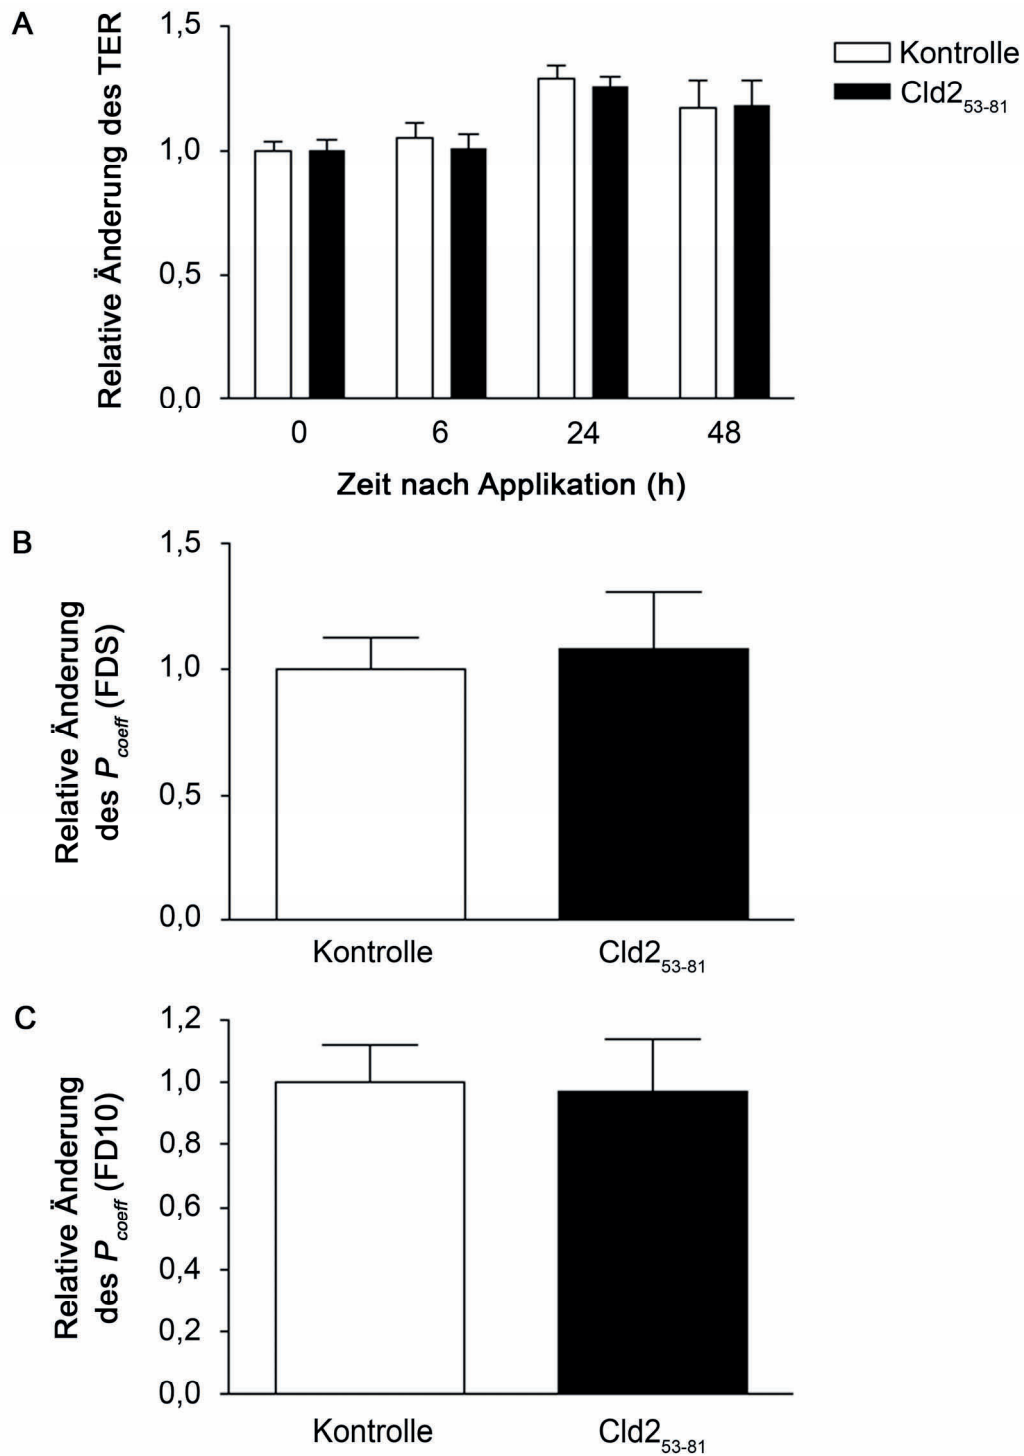 A
Relative Änderung des TER
1,5
1,0
0,5
0,0
0 6 24 48
Zeit nach Applikation (h)
Kontrolle
Cld2₅₃₋₈₁
B
Relative Änderung
des P coeff (FDS)
1,5
1,0
0,5
0,0
Kontrolle Cld2₅₃₋₈₁
C
Relative Änderung
des P coeff (FD10)
1,2
1,0
0,8
0,6
0,4
0,2
0,0
Kontrolle Cld2₅₃₋₈₁